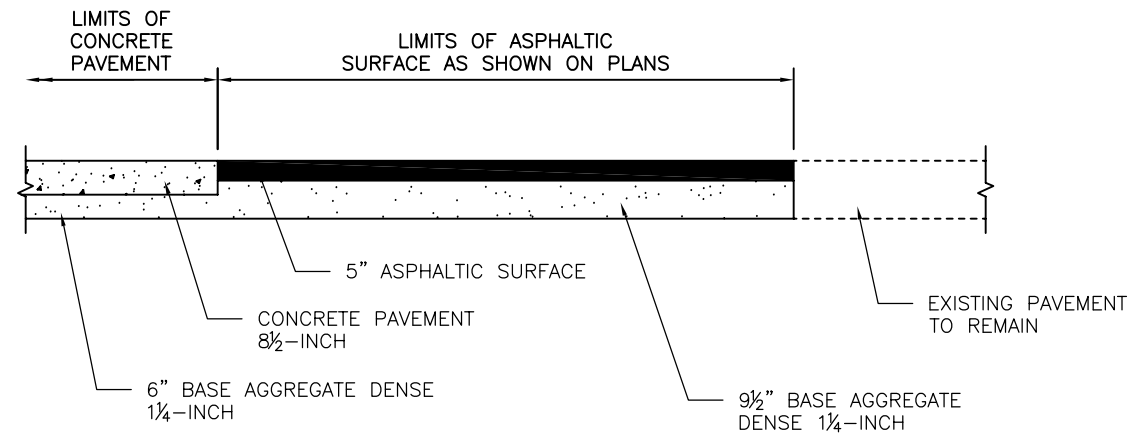 LIMITS OF
CONCRETE
PAVEMENT
LIMITS OF ASPHALTIC
SURFACE AS SHOWN ON PLANS
5" ASPHALTIC SURFACE
CONCRETE PAVEMENT
8½-INCH
6" BASE AGGREGATE DENSE
1¼-INCH
EXISTING PAVEMENT
TO REMAIN
9½" BASE AGGREGATE
DENSE 1¼-INCH